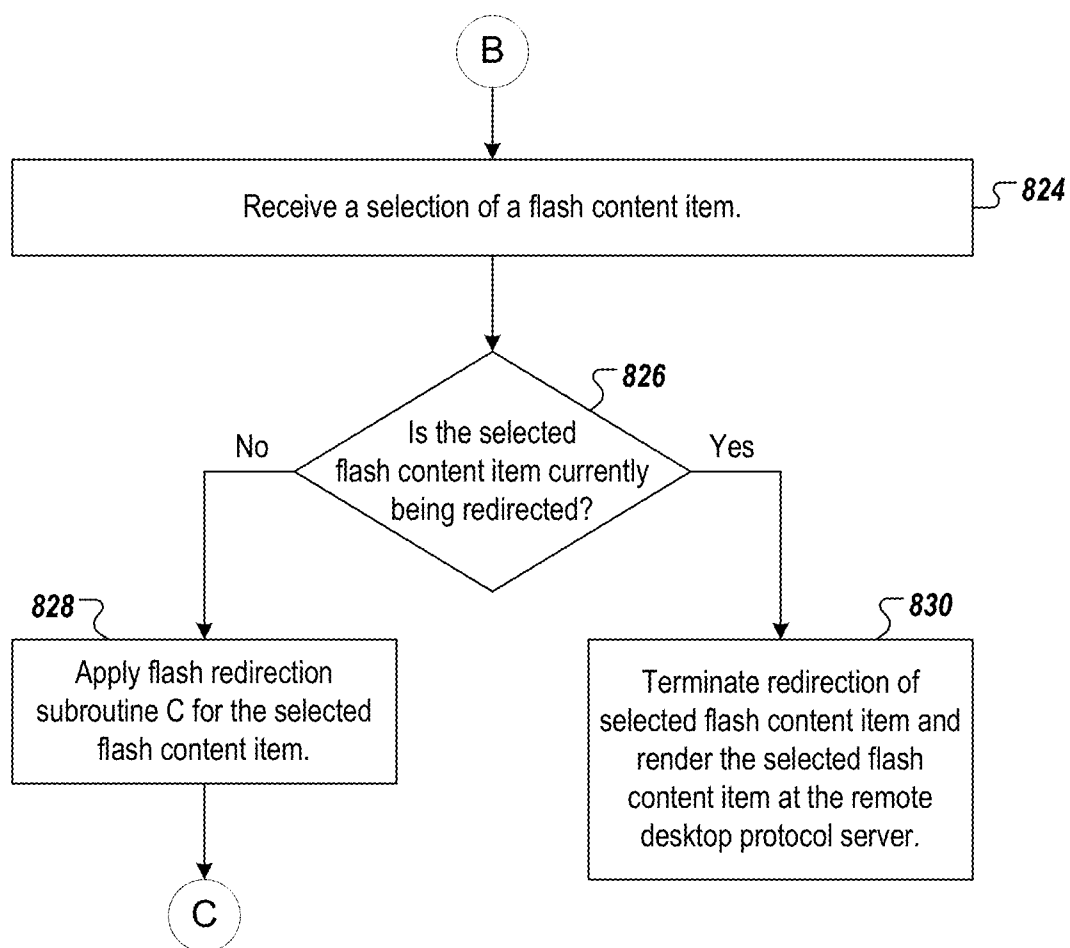 B
Receive a selection of a flash content item.
824
826
Is the selected
flash content item currently
being redirected?
No
Yes
828
Apply flash redirection
subroutine C for the selected
flash content item.
830
Terminate redirection of
selected flash content item and
render the selected flash
content item at the remote
desktop protocol server.
C